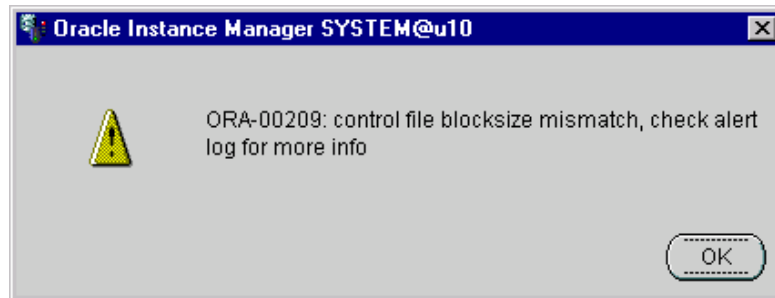 Oracle Instance Manager SYSTEM@u10
ORA-00209: control file blocksize mismatch, check alert
log for more info
OK